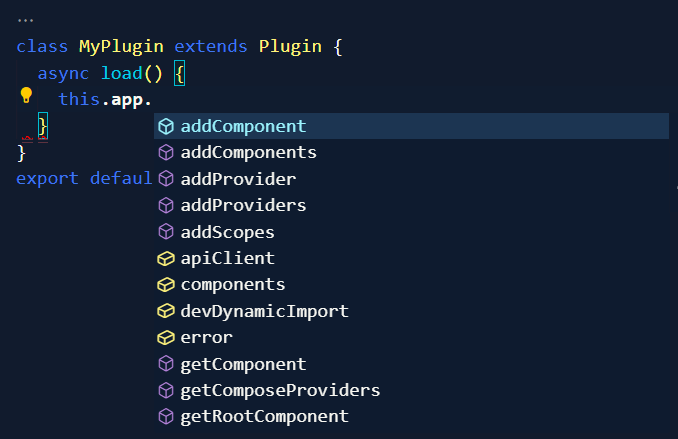 ...
class MyPlugin extends Plugin {
async load() {
this.app.
}
}
export defaul
addComponent
addComponents
addProvider
addProviders
addScopes
apiClient
components
devDynamicImport
error
getComponent
getComposeProviders
getRootComponent